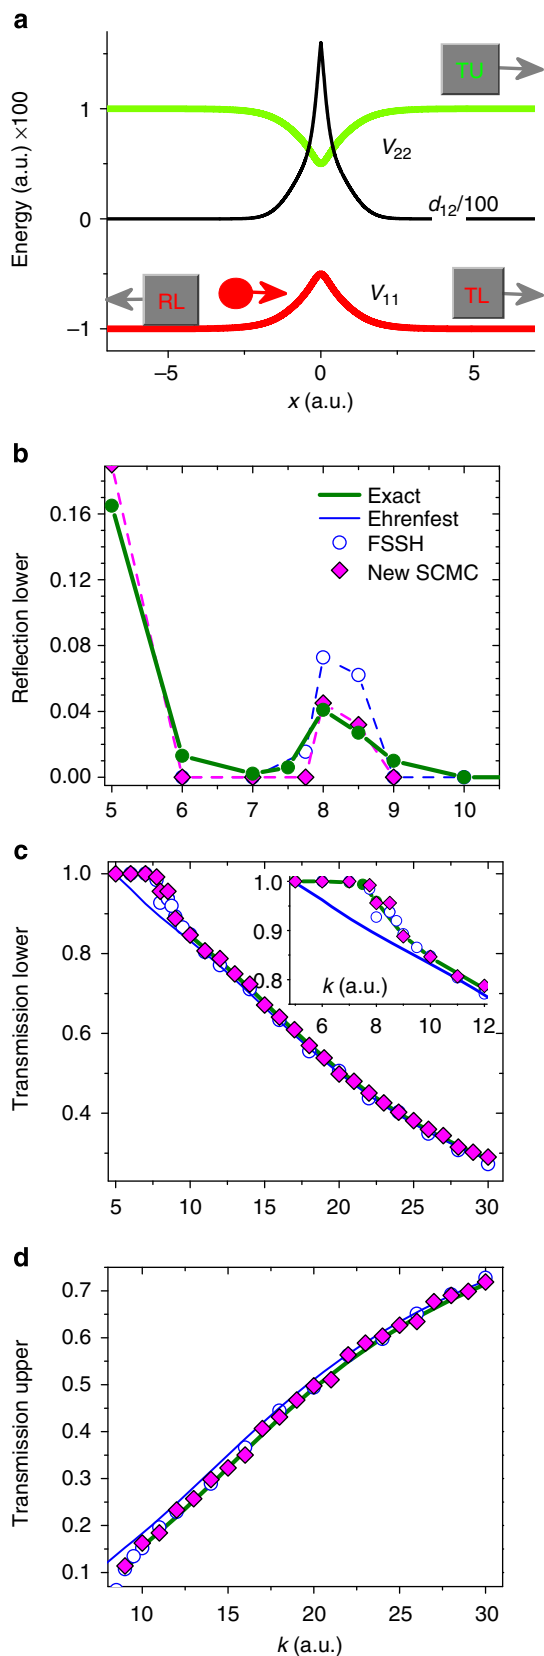 a
Energy (a.u.) ×100
1
0
−1
TU
V22
d12/100
RL
V11
TL
−5
0
5
x (a.u.)
b
Reflection lower
0.16
0.12
0.08
0.04
0.00
Exact
Ehrenfest
FSSH
New SCMC
5
6
7
8
9
10
c
Transmission lower
1.0
0.8
0.6
0.4
1.0
0.9
0.8
k (a.u.)
6
8
10
12
5
10
15
20
25
30
d
Transmission upper
0.7
0.6
0.5
0.4
0.3
0.2
0.1
10
15
20
25
30
k (a.u.)